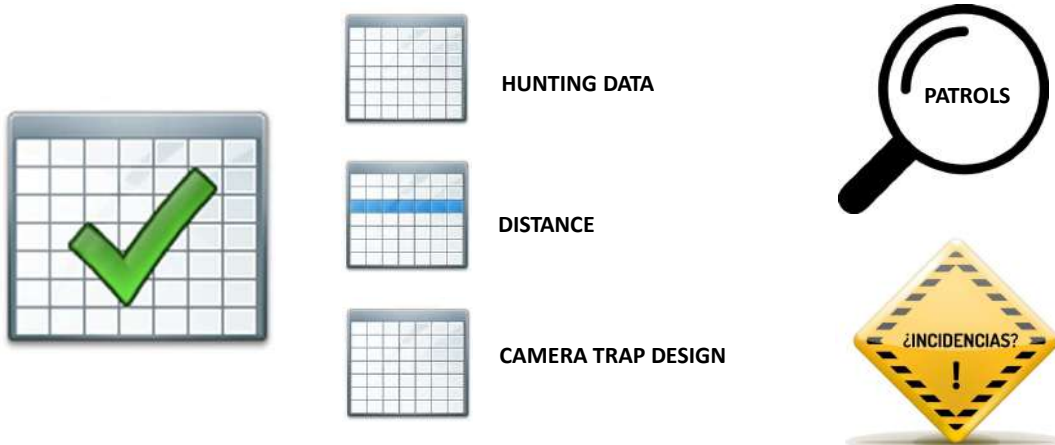 HUNTING DATA
DISTANCE
CAMERA TRAP DESIGN
PATROLS
¿INCIDENCIAS?
!